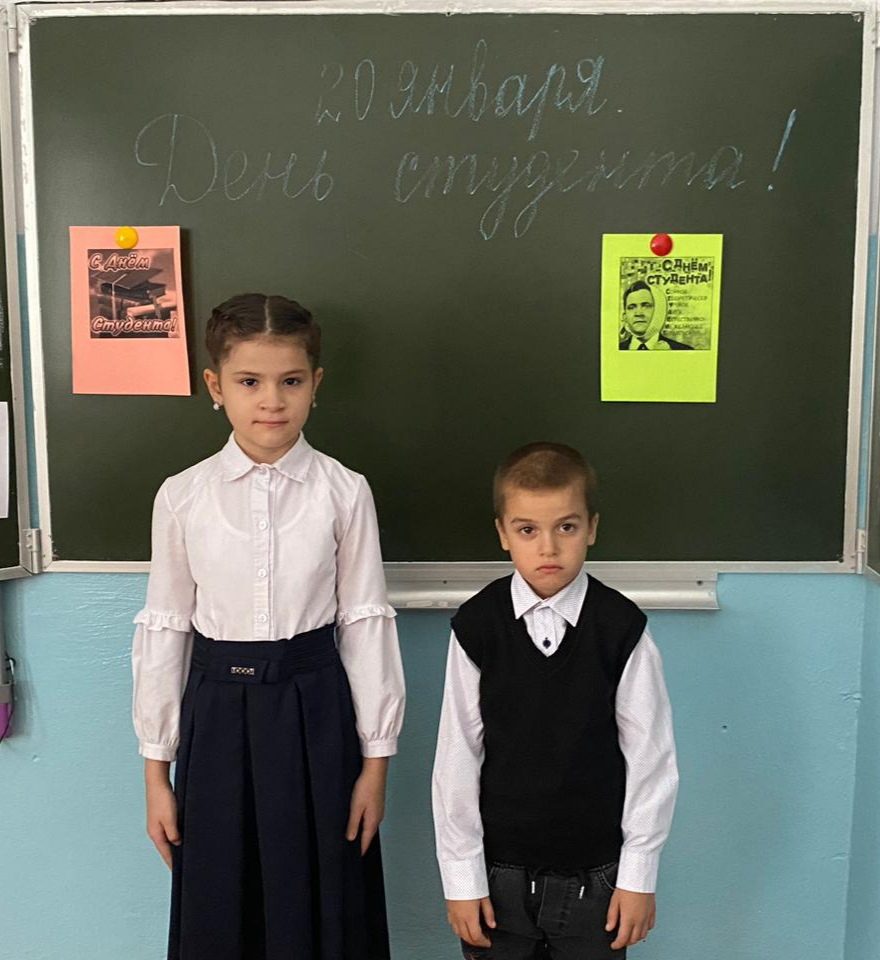 20 января.
День студента!
С Днём
Студента!
С ДНЁМ
СТУДЕНТА!